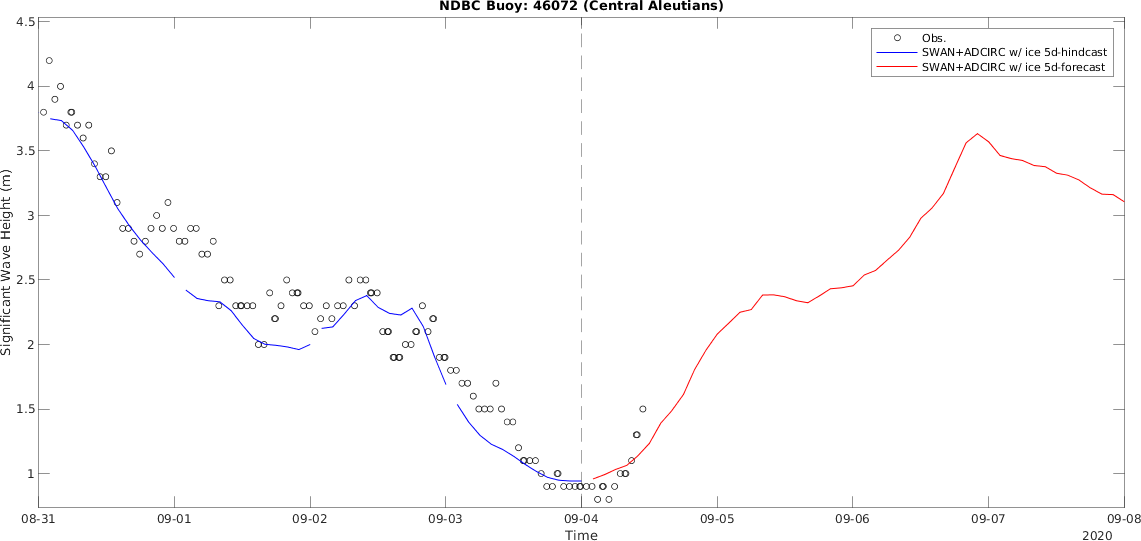 NDBC Buoy: 46072 (Central Aleutians)
4.5
4
3.5
3
2.5
2
1.5
1
Significant Wave Height (m)
Obs.
SWAN+ADCIRC w/ ice 5d-hindcast
SWAN+ADCIRC w/ ice 5d-forecast
08-31 09-01 09-02 09-03 09-04 09-05 09-06 09-07 09-08
Time
2020